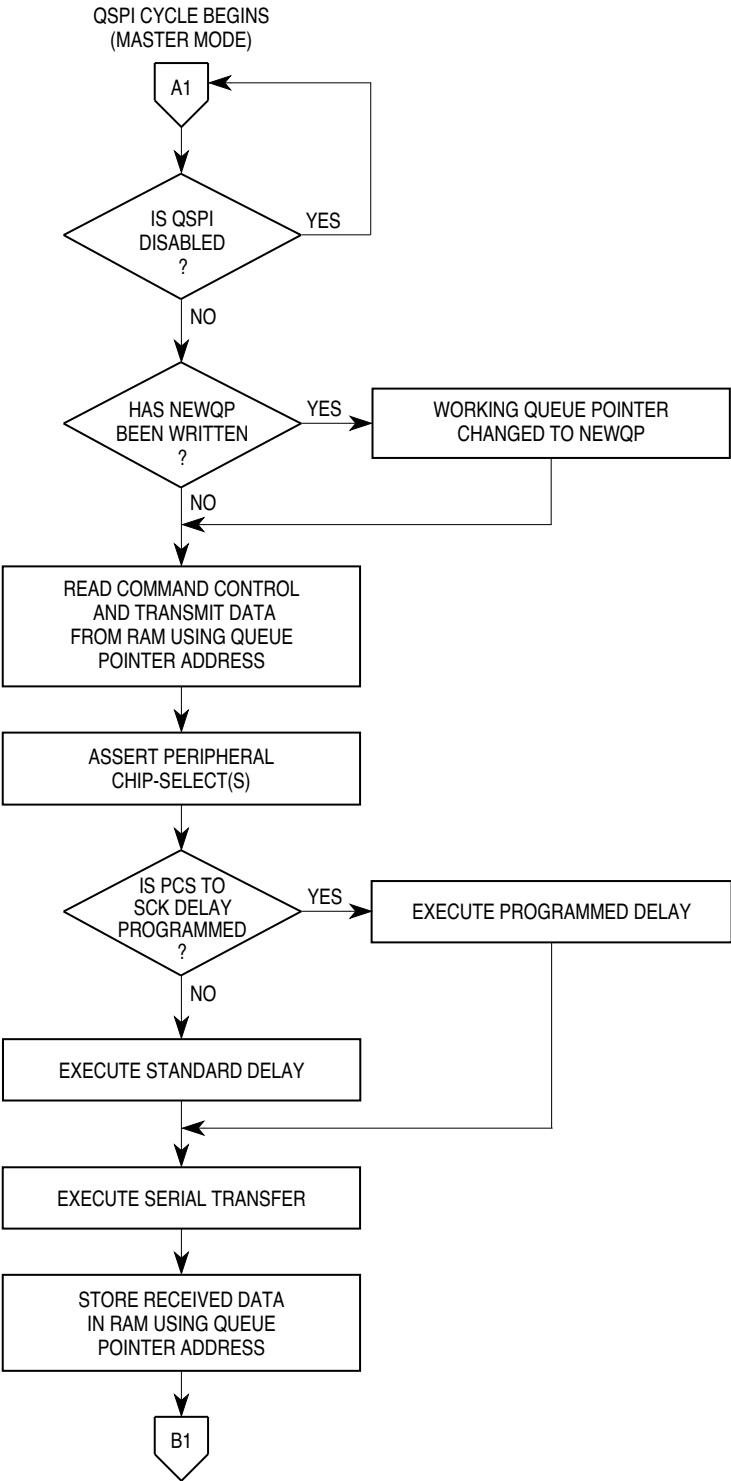 QSPI CYCLE BEGINS
(MASTER MODE)
A1
IS QSPI
DISABLED
?
YES
NO
HAS NEWQP
BEEN WRITTEN
?
YES
WORKING QUEUE POINTER
CHANGED TO NEWQP
NO
READ COMMAND CONTROL
AND TRANSMIT DATA
FROM RAM USING QUEUE
POINTER ADDRESS
ASSERT PERIPHERAL
CHIP-SELECT(S)
IS PCS TO
SCK DELAY
PROGRAMMED
?
YES
EXECUTE PROGRAMMED DELAY
NO
EXECUTE STANDARD DELAY
EXECUTE SERIAL TRANSFER
STORE RECEIVED DATA
IN RAM USING QUEUE
POINTER ADDRESS
B1